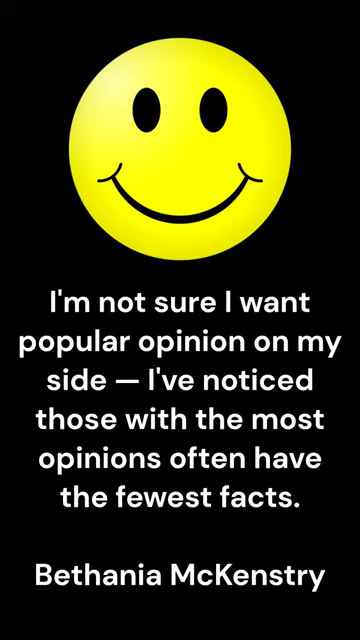 I'm not sure I want
popular opinion on my
side — I've noticed
those with the most
opinions often have
the fewest facts.
Bethania McKenstry